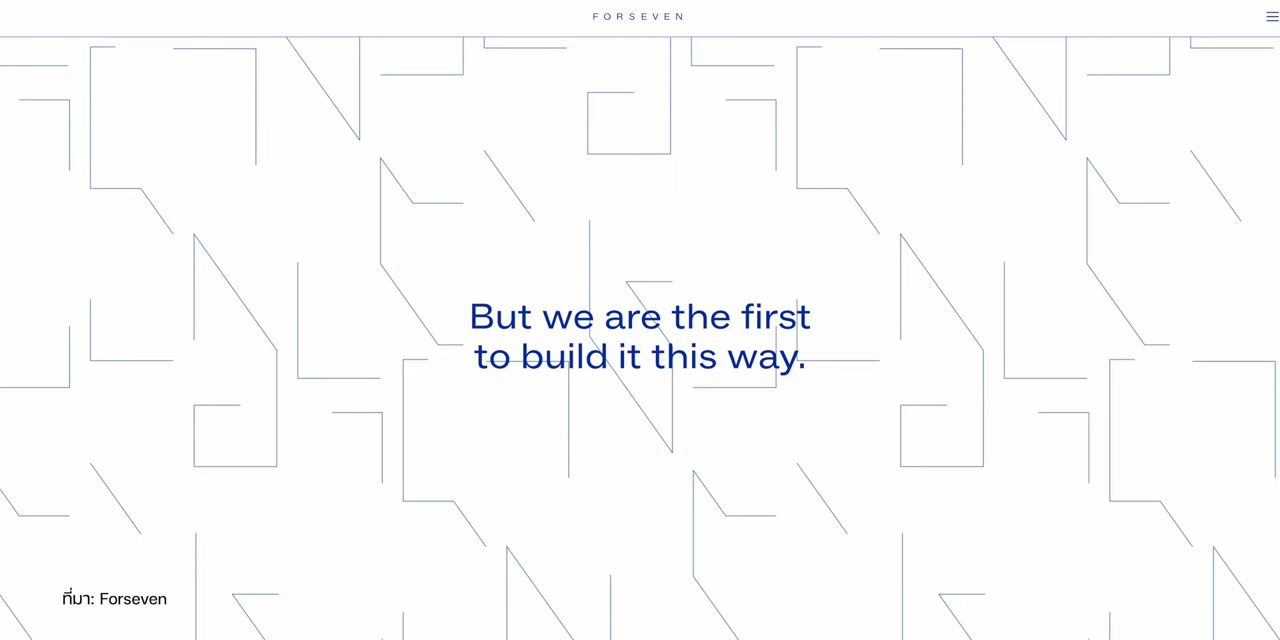 FORSEVEN
But we are the first
to build it this way.
ที่มา: Forseven